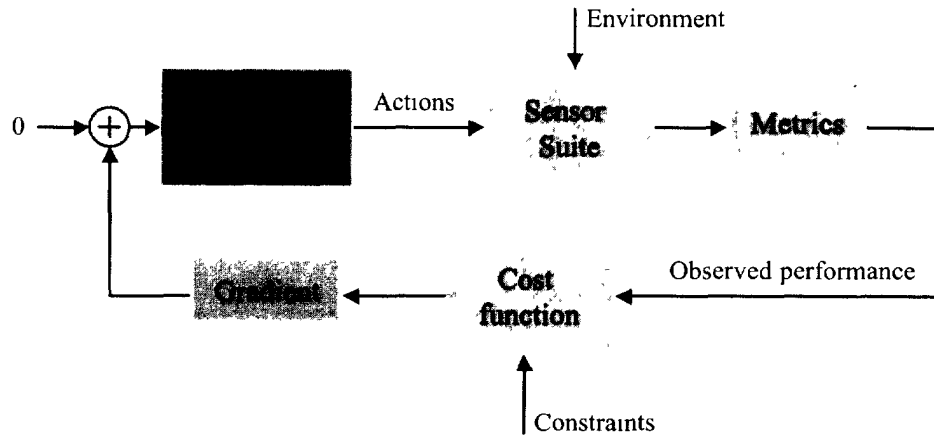 Environment
Actions
0
+
Sensor
Suite
Metrics
Gradient
Cost
function
Observed performance
Constraints